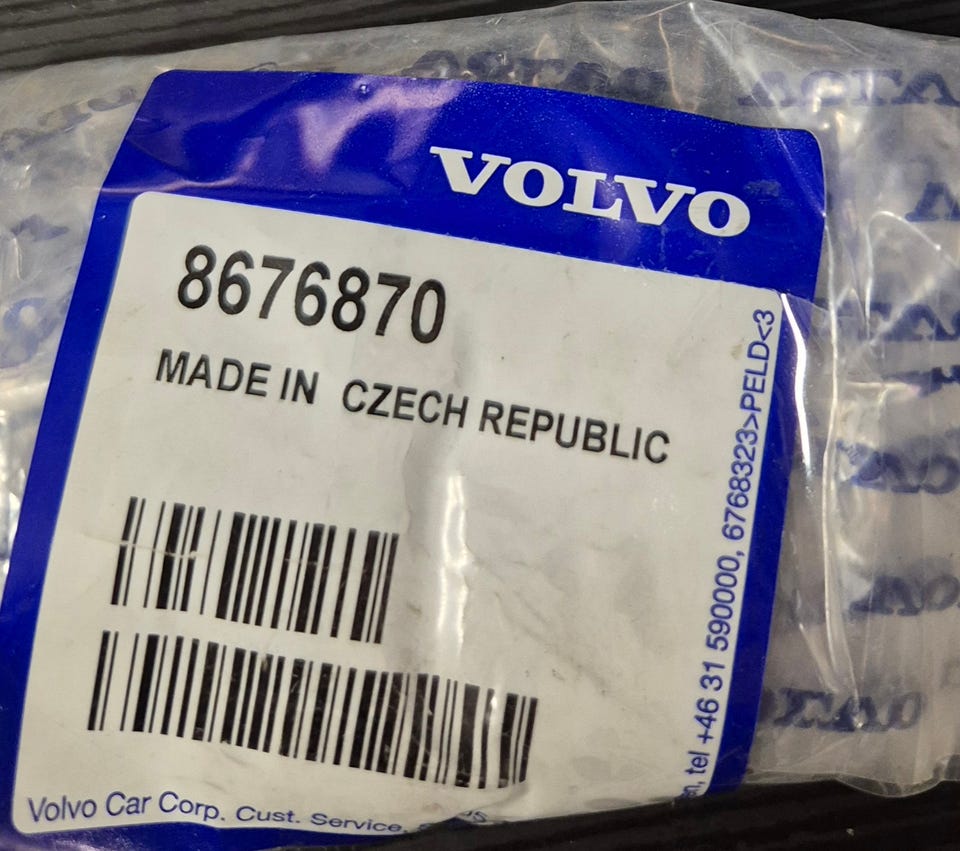 VOLVO
8676870
MADE IN CZECH REPUBLIC
Volvo Car Corp. Cust. Service,
tel +46 31 590000, 6768323>PELD<3